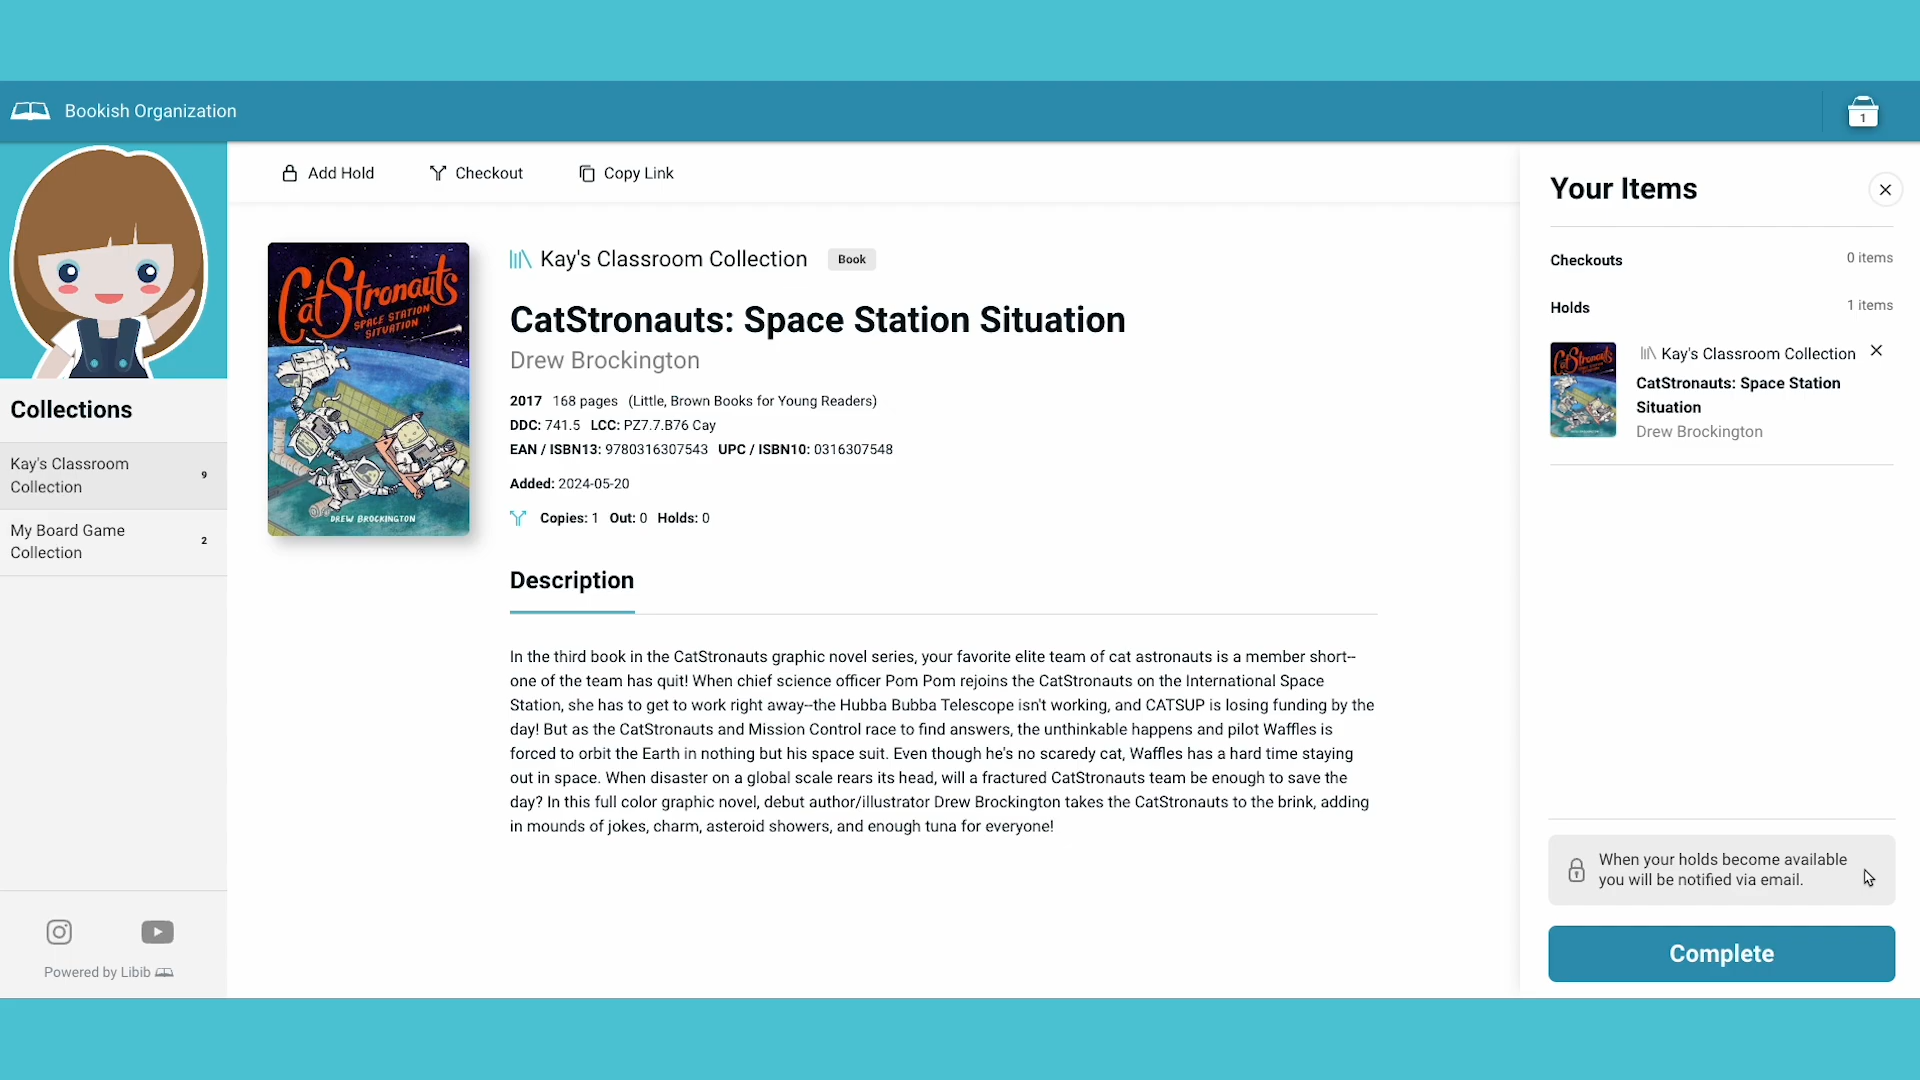 Bookish Organization
1
Add Hold
Checkout
Copy Link
Collections
Kay's Classroom
Collection
9
My Board Game
Collection
2
Powered by Libib
CatStronauts
SPACE STATION
SITUATION
DREW BROCKINGTON
Kay's Classroom Collection
Book
CatStronauts: Space Station Situation
Drew Brockington
2017 168 pages (Little, Brown Books for Young Readers)
DDC: 741.5 LCC: PZ7.7.B76 Cay
EAN / ISBN13: 9780316307543 UPC / ISBN10: 0316307548
Added: 2024-05-20
Copies: 1 Out: 0 Holds: 0
Description
In the third book in the CatStronauts graphic novel series, your favorite elite team of cat astronauts is a member short--
one of the team has quit! When chief science officer Pom Pom rejoins the CatStronauts on the International Space
Station, she has to get to work right away--the Hubba Bubba Telescope isn't working, and CATSUP is losing funding by the
day! But as the CatStronauts and Mission Control race to find answers, the unthinkable happens and pilot Waffles is
forced to orbit the Earth in nothing but his space suit. Even though he's no scaredy cat, Waffles has a hard time staying
out in space. When disaster on a global scale rears its head, will a fractured CatStronauts team be enough to save the
day? In this full color graphic novel, debut author/illustrator Drew Brockington takes the CatStronauts to the brink, adding
in mounds of jokes, charm, asteroid showers, and enough tuna for everyone!
Your Items
Checkouts
0 items
Holds
1 items
CatStronauts
Kay's Classroom Collection
CatStronauts: Space Station
Situation
Drew Brockington
When your holds become available
you will be notified via email.
Complete